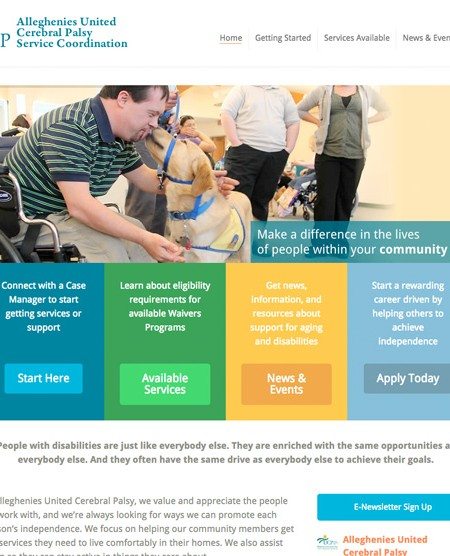 Alleghenies United
Cerebral Palsy
Service Coordination
P
Home Getting Started Services Available News & Even
Make a difference in the lives
of people within your community
Connect with a Case
Manager to start
getting services or
support
Start Here
Learn about eligibility
requirements for
available Waivers
Programs
Available
Services
Get news,
information, and
resources about
support for aging
and disabilities
News &
Events
Start a rewarding
career driven by
helping others to
achieve
independence
Apply Today
People with disabilities are just like everybody else. They are enriched with the same opportunities a
everybody else. And they often have the same drive as everybody else to achieve their goals.
lleghenies United Cerebral Palsy, we value and appreciate the people
work with, and we're always looking for ways we can promote each
son's independence. We focus on helping our community members get
services they need to live comfortably in their homes. We also assist
E-Newsletter Sign Up
Alleghenies United
Cerebral Palsy